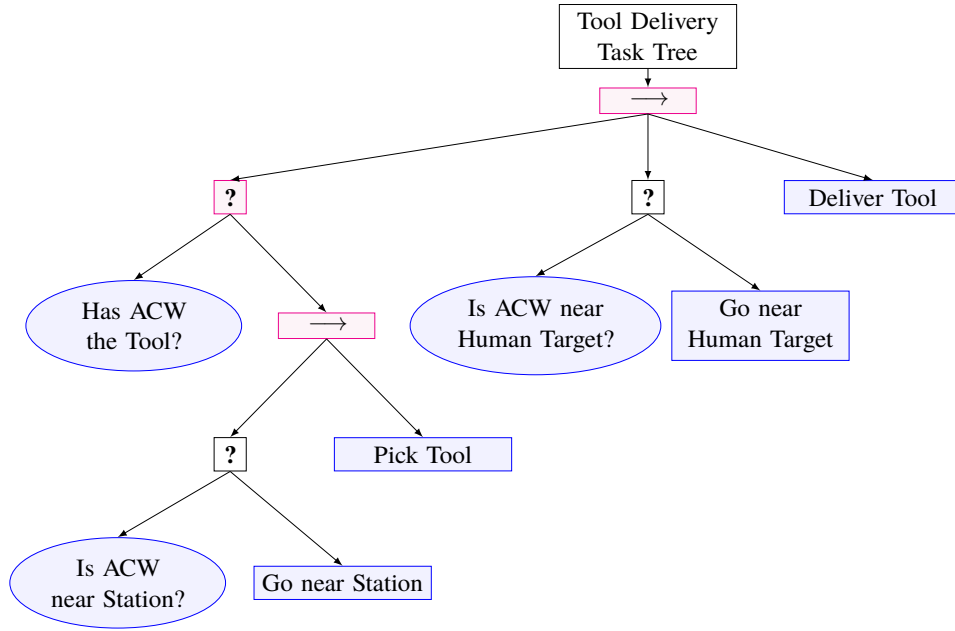 Tool Delivery
Task Tree
⟶
?
?
Deliver Tool
Has ACW
the Tool?
⟶
Is ACW near
Human Target?
Go near
Human Target
?
Pick Tool
Is ACW
near Station?
Go near Station